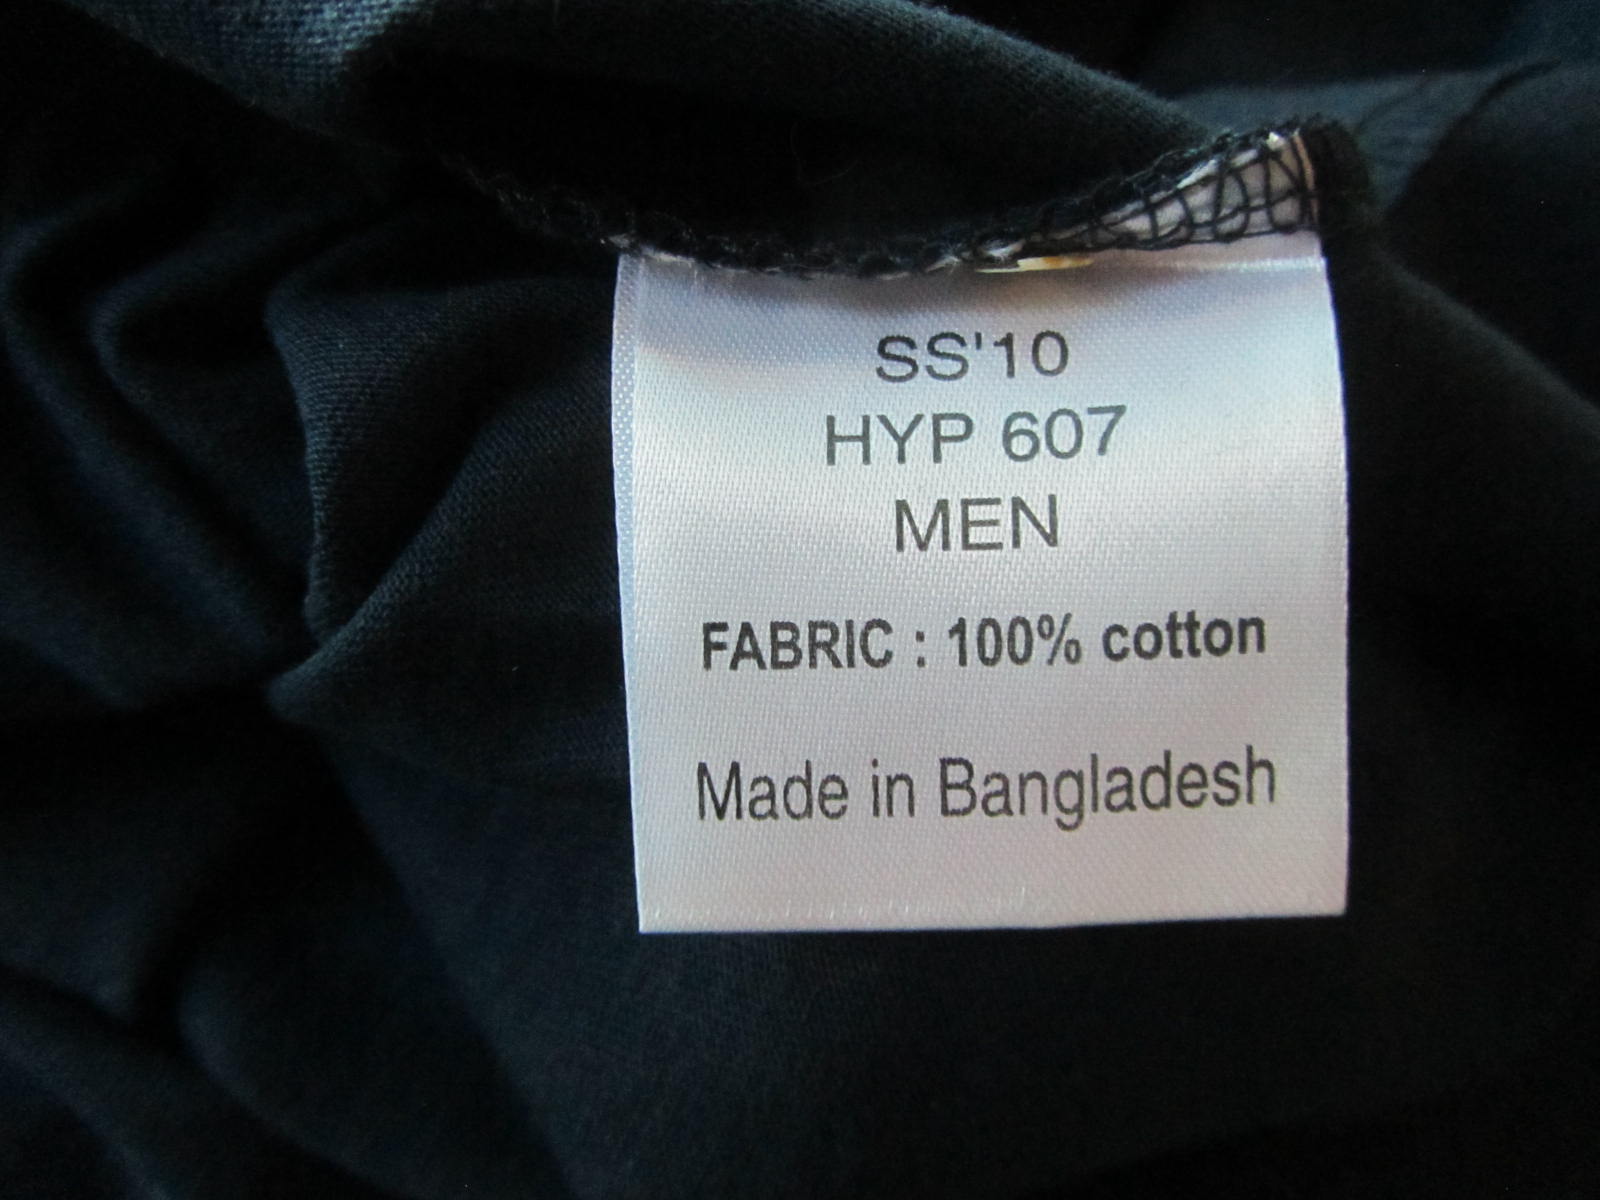 SS'10
HYP 607
MEN
FABRIC : 100% cotton
Made in Bangladesh